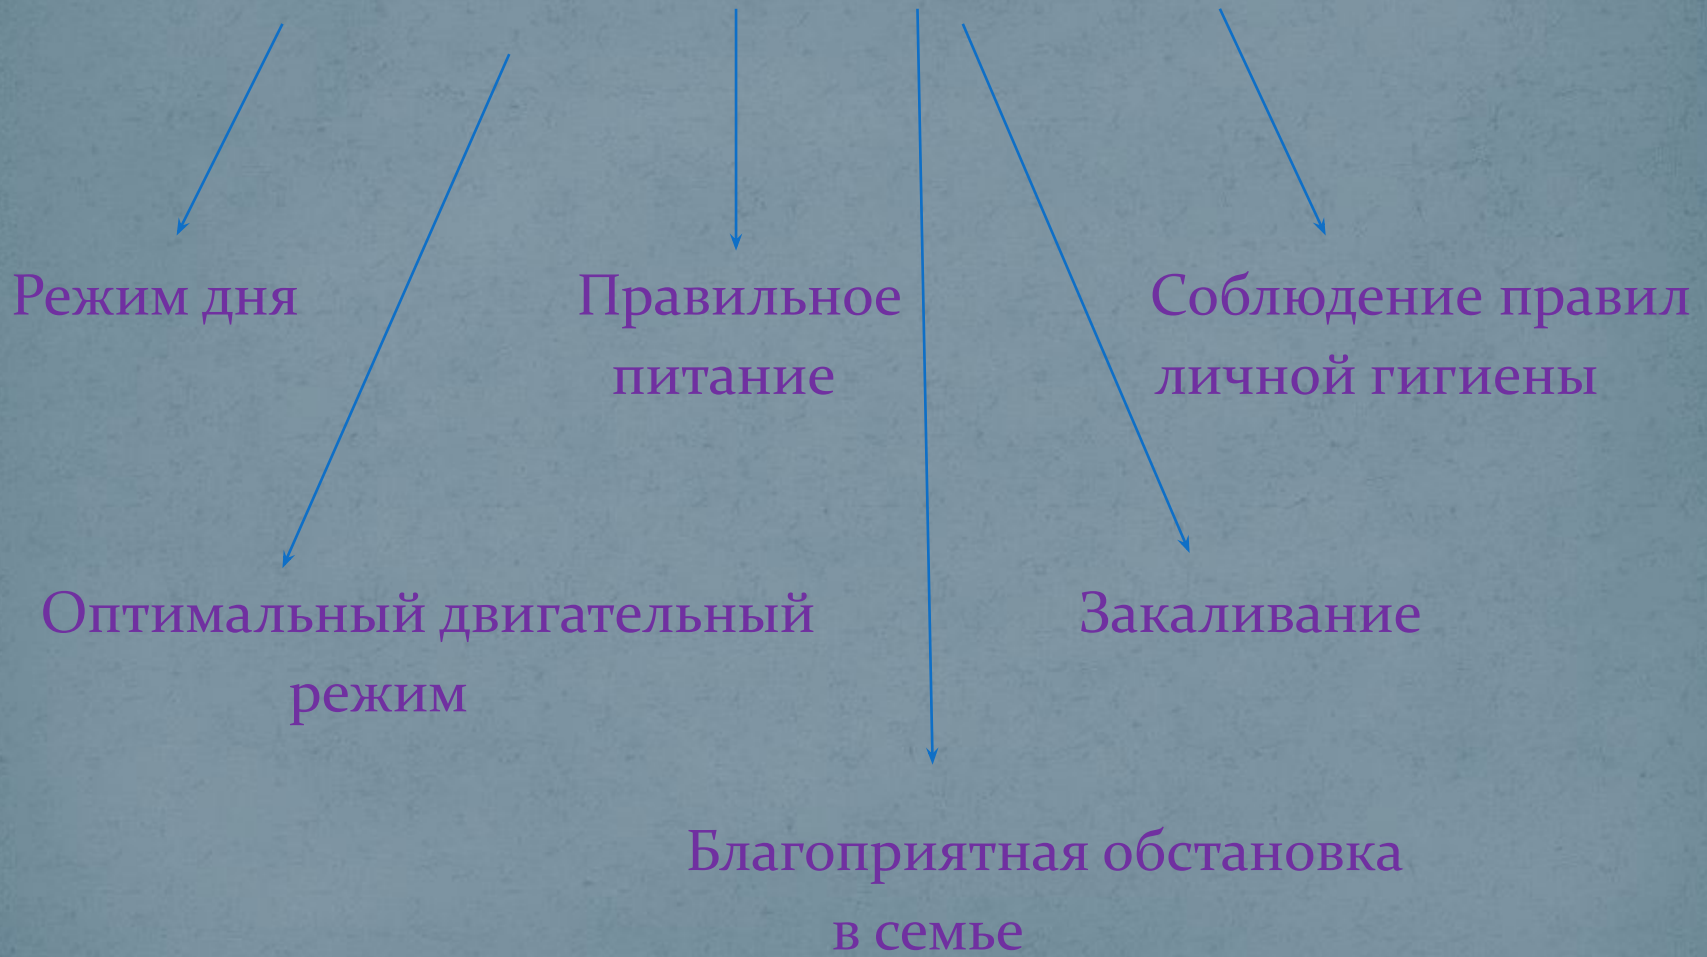 Режим дня Правильное Соблюдение правил
питание личной гигиены
Оптимальный двигательный Закаливание
режим
Благоприятная обстановка
в семье